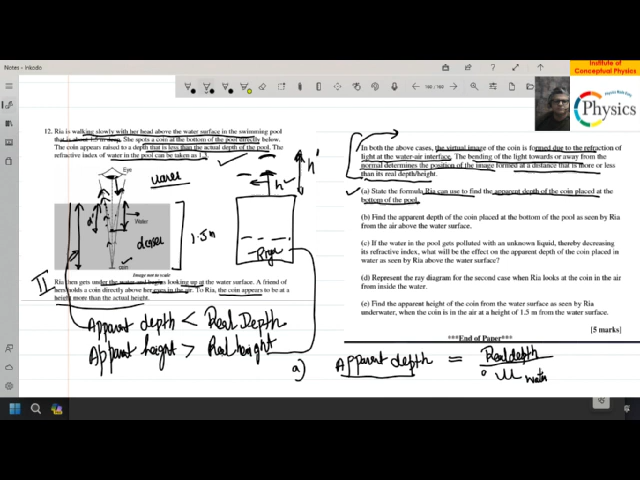 Institute of
Conceptual Physics
Notes - Inkodo
Physics Made Easy
Physics
12. Ria is walking slowly with her head above the water surface in the swimming pool
that is about 1.5 m deep. She spots a coin at the bottom of the pool directly below.
The coin appears raised to a depth that is less than the actual depth of the pool. The
refractive index of water in the pool can be taken as 1.3.
Eye
rarer
Water
denser
d'
1.5m
h
h'
Riya
Image not to scale
II
Ria then gets under the water and begins looking up at the water surface. A friend of
hers holds a coin directly above her eyes in the air. To Ria, the coin appears to be at a
height more than the actual height.
Apparent depth < Real Depth
Apparent height > Real height
In both the above cases, the virtual image of the coin is formed due to the refraction of
light at the water-air interface. The bending of the light towards or away from the
normal determines the position of the image formed at a distance that is more or less
than its real depth/height.
(a) State the formula Ria can use to find the apparent depth of the coin placed at the
bottom of the pool.
(b) Find the apparent depth of the coin placed at the bottom of the pool as seen by Ria
from the air above the water surface.
(c) If the water in the pool gets polluted with an unknown liquid, thereby decreasing
its refractive index, what will be the effect on the apparent depth of the coin placed in
water as seen by Ria above the water surface?
(d) Represent the ray diagram for the second case when Ria looks at the coin in the air
from inside the water.
(e) Find the apparent height of the coin from the water surface as seen by Ria
underwater, when the coin is in the air at a height of 1.5 m from the water surface.
[5 marks]
***End of Paper***
a) Apparent depth = Real depth
μ water